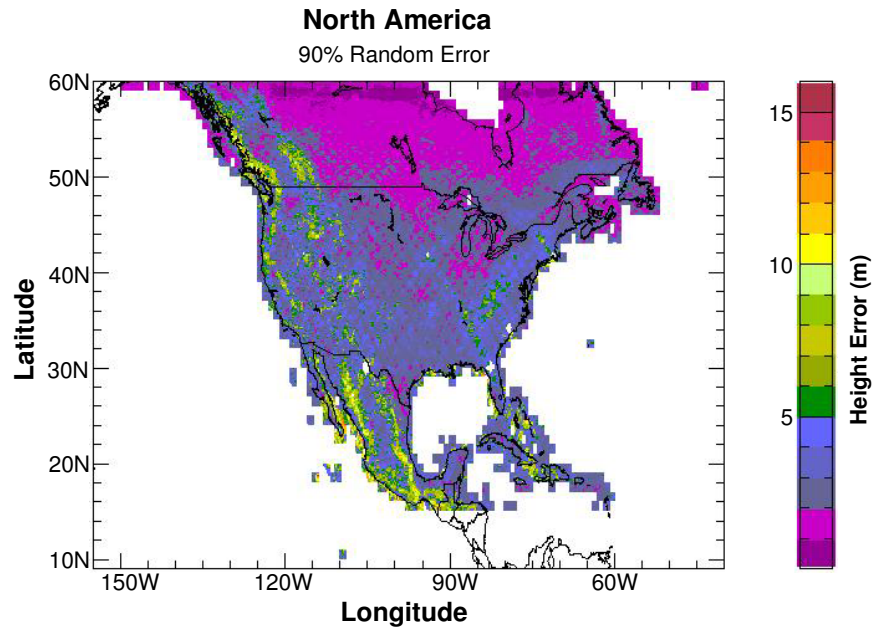 North America
90% Random Error
60N
50N
40N
30N
20N
10N
Latitude
150W
120W
90W
60W
Longitude
15
10
5
Height Error (m)